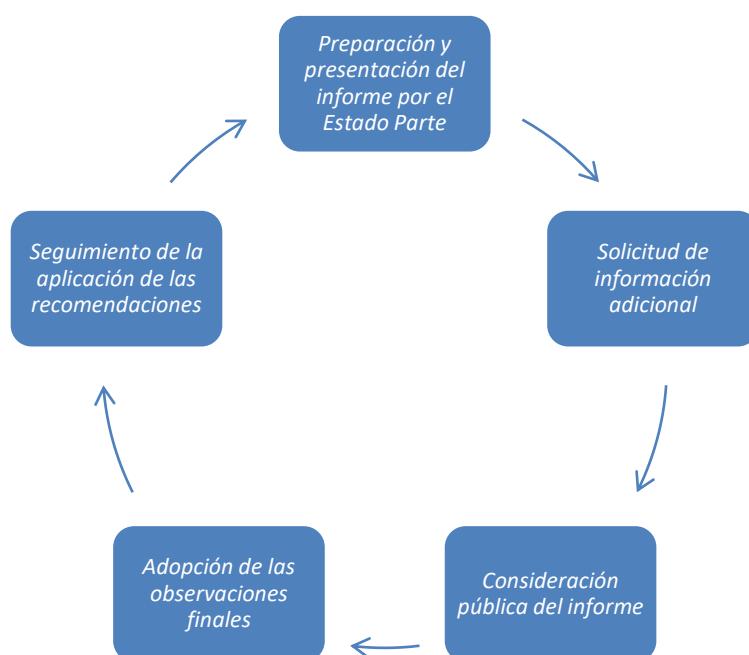 Preparación y
presentación del
informe por el
Estado Parte
Solicitud de
información
adicional
Consideración
pública del informe
Adopción de las
observaciones
finales
Seguimiento de la
aplicación de las
recomendaciones